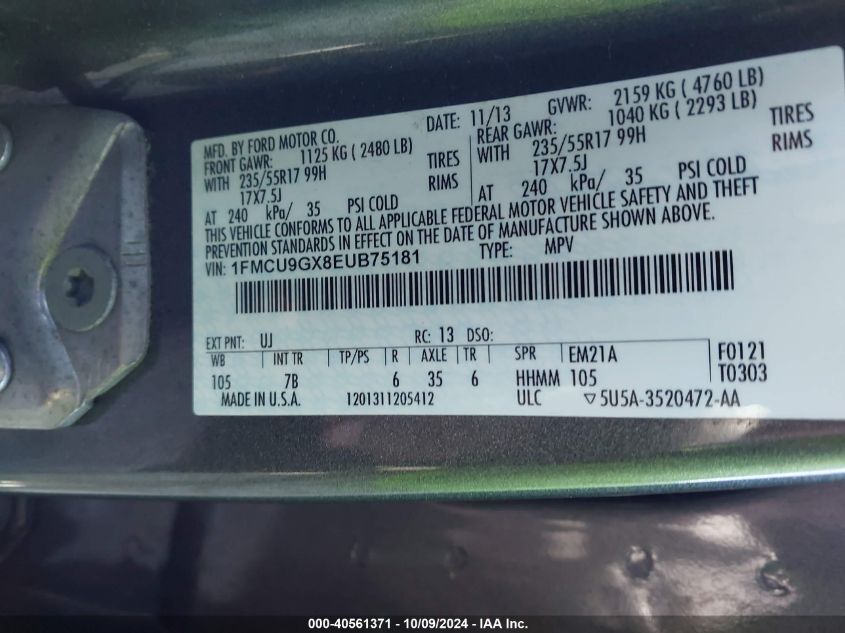 MFD. BY FORD MOTOR CO. DATE: 11/13 GVWR: 2159 KG ( 4760 LB)
FRONT GAWR: 1125 KG ( 2480 LB) REAR GAWR: 1040 KG ( 2293 LB)
WITH 235/55R17 99H TIRES WITH 235/55R17 99H TIRES
17X7.5J RIMS 17X7.5J RIMS
AT 240 kPa/ 35 PSI COLD AT 240 kPa/ 35 PSI COLD
THIS VEHICLE CONFORMS TO ALL APPLICABLE FEDERAL MOTOR VEHICLE SAFETY AND THEFT
PREVENTION STANDARDS IN EFFECT ON THE DATE OF MANUFACTURE SHOWN ABOVE.
VIN: 1FMCU9GX8EUB75181 TYPE: MPV
EXT PNT: UJ RC: 13 DSO:
WB INT TR TP/PS R AXLE TR SPR EM21A F0121
105 7B 6 35 6 HHMM 105 T0303
MADE IN U.S.A. 1201311205412 ULC ▽5U5A-3520472-AA
000-40561371 | 10/09/2024 - IAA Inc.